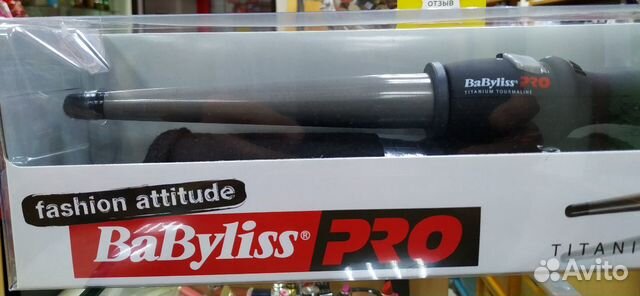 отзыв
BaByliss PRO
TITANIUM TOURMALINE
fashion attitude
BaByliss® PRO
TITANI
Avito